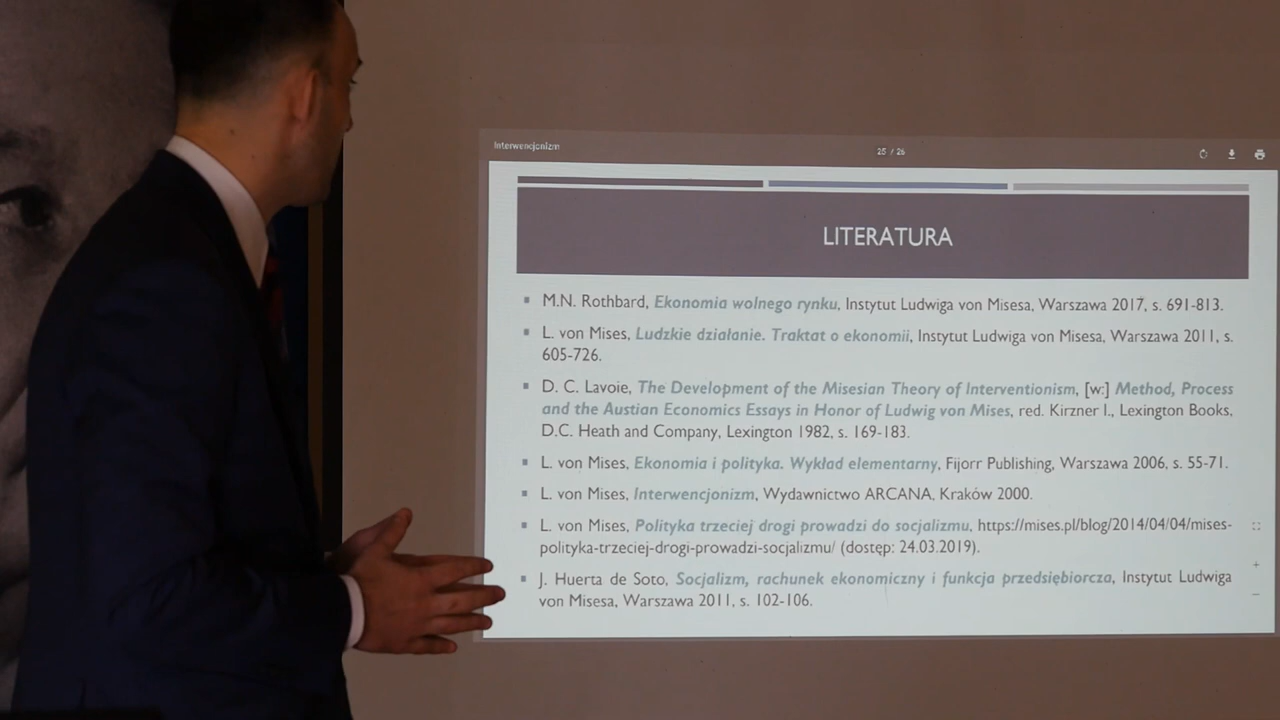 Interwencjonizm
25 / 26
LITERATURA
M.N. Rothbard, Ekonomia wolnego rynku, Instytut Ludwiga von Misesa, Warszawa 2017, s. 691-813.
L. von Mises, Ludzkie działanie. Traktat o ekonomii, Instytut Ludwiga von Misesa, Warszawa 2011, s.
605-726.
D. C. Lavoie, The Development of the Misesian Theory of Interventionism, [w:] Method, Process
and the Austian Economics Essays in Honor of Ludwig von Mises, red. Kirzner I., Lexington Books,
D.C. Heath and Company, Lexington 1982, s. 169-183.
L. von Mises, Ekonomia i polityka. Wykład elementarny, Fijorr Publishing, Warszawa 2006, s. 55-71.
L. von Mises, Interwencjonizm, Wydawnictwo ARCANA, Kraków 2000.
L. von Mises, Polityka trzeciej drogi prowadzi do socjalizmu, https://mises.pl/blog/2014/04/04/mises-
polityka-trzeciej-drogi-prowadzi-socjalizmu/ (dostęp: 24.03.2019).
J. Huerta de Soto, Socjalizm, rachunek ekonomiczny i funkcja przedsiębiorcza, Instytut Ludwiga
von Misesa, Warszawa 2011, s. 102-106.